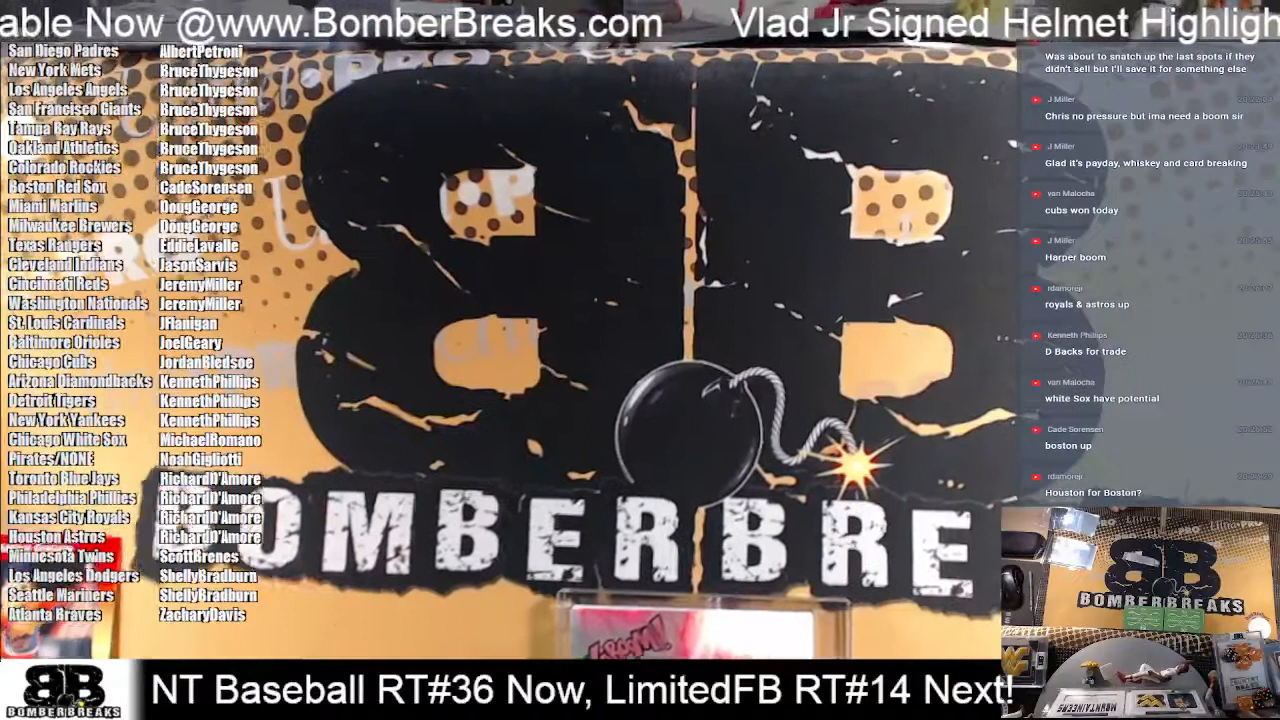 able Now @www.BomberBreaks.com
Vlad Jr Signed Helmet Highligh
San Diego Padres AlbertPetroni
New York Mets BruceThygeson
Los Angeles Angels BruceThygeson
San Francisco Giants BruceThygeson
Tampa Bay Rays BruceThygeson
Oakland Athletics BruceThygeson
Colorado Rockies BruceThygeson
Boston Red Sox CadeSorensen
Miami Marlins DougGeorge
Milwaukee Brewers DougGeorge
Texas Rangers EddieLavalle
Cleveland Indians JasonSarvis
Cincinnati Reds JeremyMiller
Washington Nationals JeremyMiller
St. Louis Cardinals JFlanigan
Baltimore Orioles JoelGeary
Chicago Cubs JordanBledsoe
Arizona Diamondbacks KennethPhillips
Detroit Tigers KennethPhillips
New York Yankees KennethPhillips
Chicago White Sox MichaelRomano
Pirates/NONE NoahGigliotti
Toronto Blue Jays RichardD'Amore
Philadelphia Phillies RichardD'Amore
Kansas City Royals RichardD'Amore
Houston Astros RichardD'Amore
Minnesota Twins ScottBrenes
Los Angeles Dodgers ShellyBradburn
Seattle Mariners ShellyBradburn
Atlanta Braves ZacharyDavis
BB
BOMBERBRE
Was about to snatch up the last spots if they
didn't sell but i'll save it for something else
J Miller
Chris no pressure but ima need a boom sir
J Miller
Glad it's payday, whiskey and card breaking
van Malocha
cubs won today
J Miller
Harper boom
rdamorejr
royals & astros up
Kenneth Phillips
D Backs for trade
van Malocha
white Sox have potential
Cade Sorensen
boston up
rdamorejr
Houston for Boston?
BB
BOMBERBREAKS
MOUNTAINEERS
BB
BOMBERBREAKS
NT Baseball RT#36 Now, LimitedFB RT#14 Next!